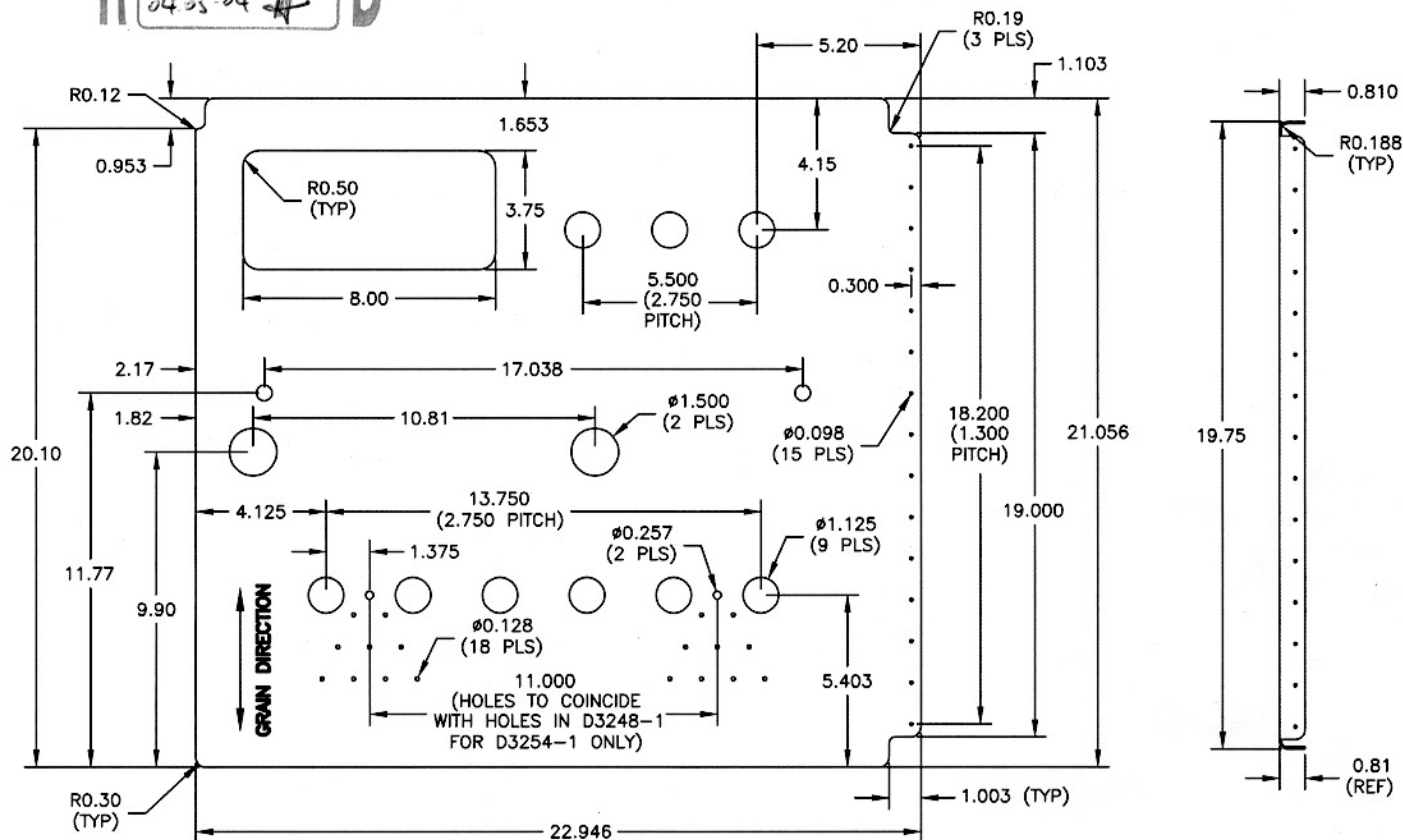 04.05.04
5.20
R0.19
(3 PLS)
1.103
R0.12
0.810
1.653
0.953
4.15
R0.188
(TYP)
R0.50
(TYP)
3.75
5.500
(2.750
PITCH)
0.300
8.00
2.17
17.038
1.82
10.81
ø1.500
(2 PLS)
18.200
(1.300
PITCH)
21.056
19.75
20.10
ø0.098
(15 PLS)
13.750
(2.750 PITCH)
4.125
19.000
ø0.257
(2 PLS)
ø1.125
(9 PLS)
1.375
11.77
9.90
GRAIN DIRECTION
ø0.128
(18 PLS)
11.000
(HOLES TO COINCIDE
WITH HOLES IN D3248-1
FOR D3254-1 ONLY)
5.403
R0.30
(TYP)
1.003 (TYP)
0.81
(REF)
22.946